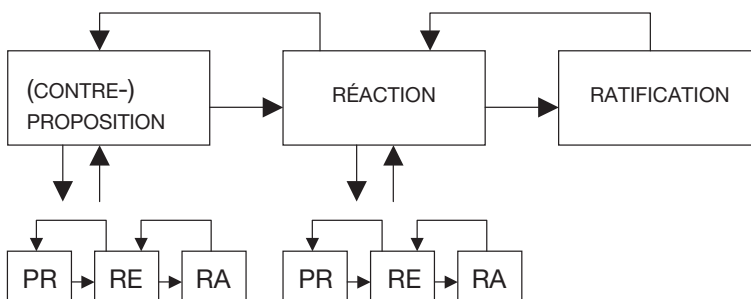 (CONTRE-)
PROPOSITION
RÉACTION
RATIFICATION
PR
RE
RA
PR
RE
RA